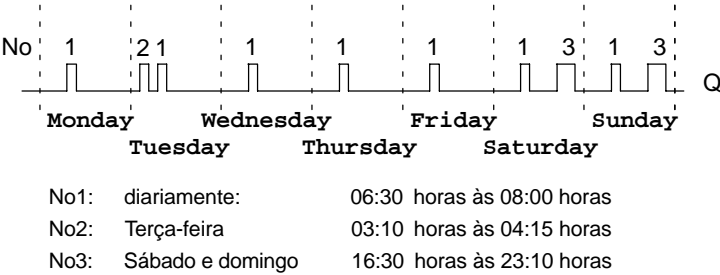 No 1 2 1 1 1 1 1 3 1 3
Q
Monday Wednesday Friday Sunday
Tuesday Thursday Saturday
No1: diariamente: 06:30 horas às 08:00 horas
No2: Terça-feira 03:10 horas às 04:15 horas
No3: Sábado e domingo 16:30 horas às 23:10 horas